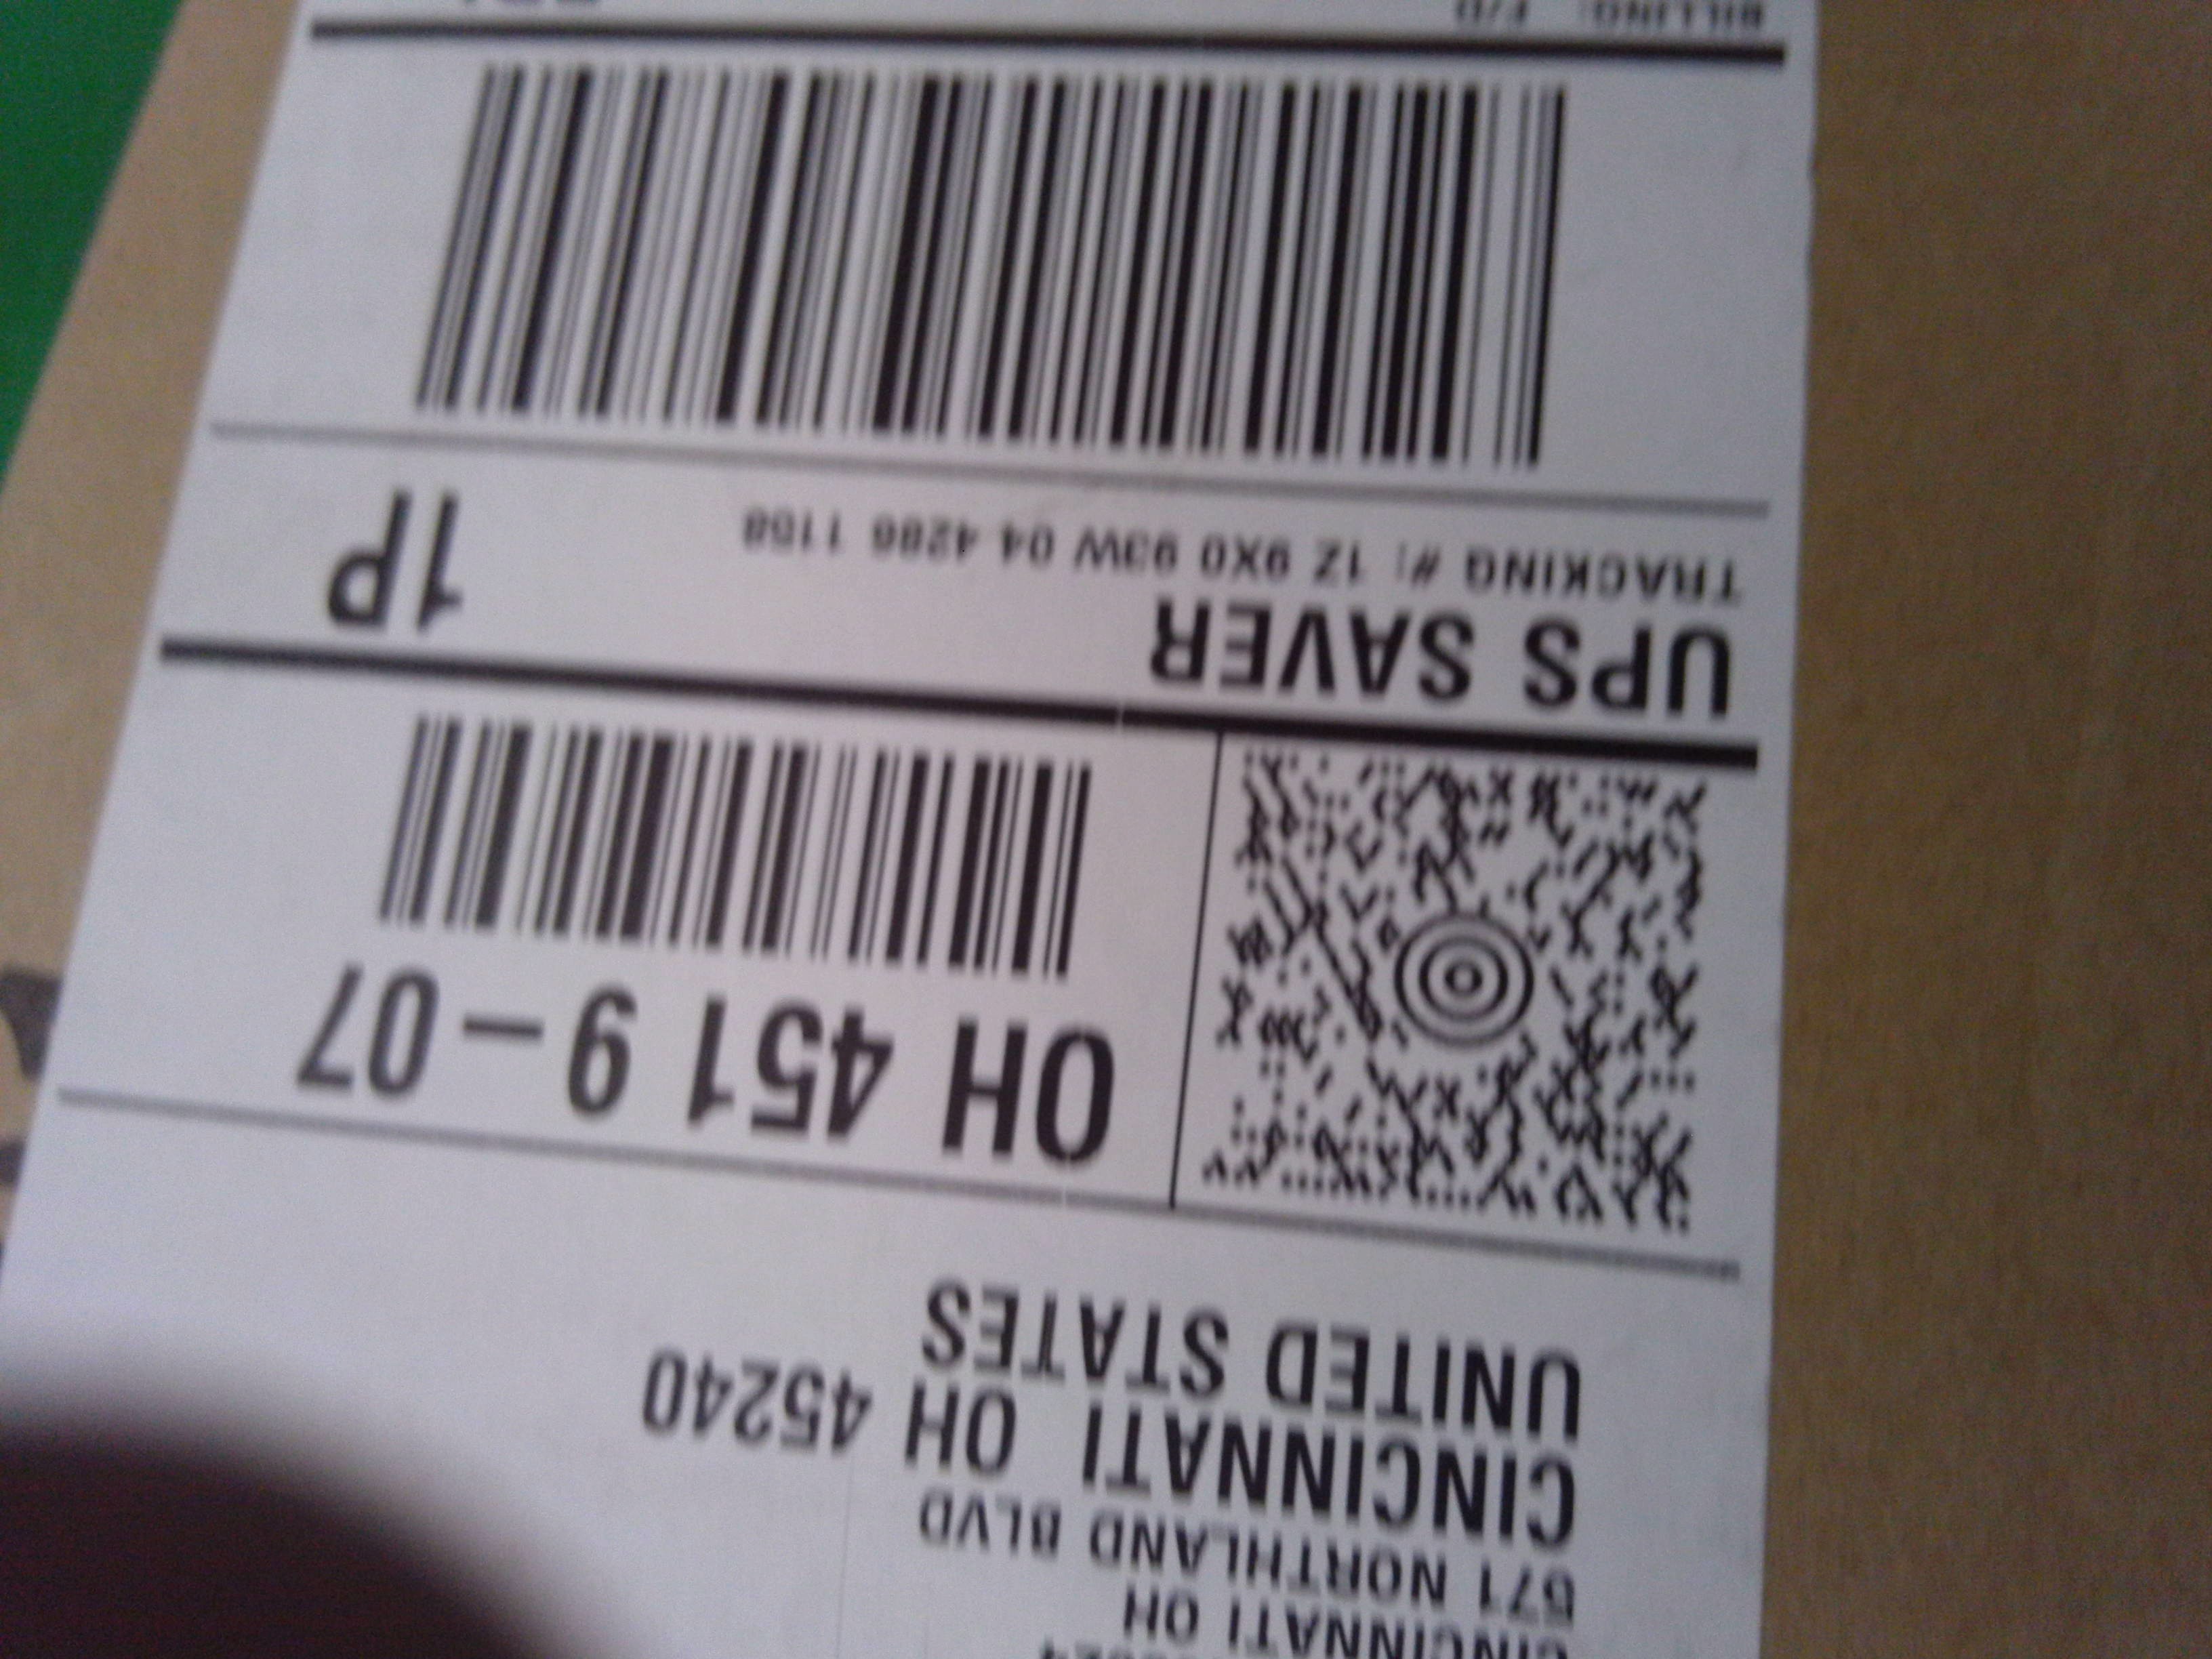 CINCINNATI OH
571 NORTHLAND BLVD
CINCINNATI OH 45240
UNITED STATES
OH 451 9-07
UPS SAVER
TRACKING #: 1Z 9X0 93W 04 4286 1158
1P
BILLING: F/D